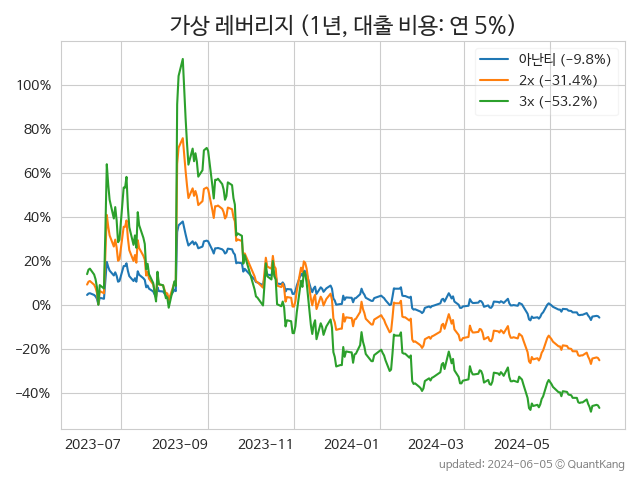 가상 레버리지 (1년, 대출 비용: 연 5%)
아난티 (-9.8%)
2x (-31.4%)
3x (-53.2%)
100%
80%
60%
40%
20%
0%
-20%
-40%
2023-07
2023-09
2023-11
2024-01
2024-03
2024-05
updated: 2024-06-05 © QuantKang